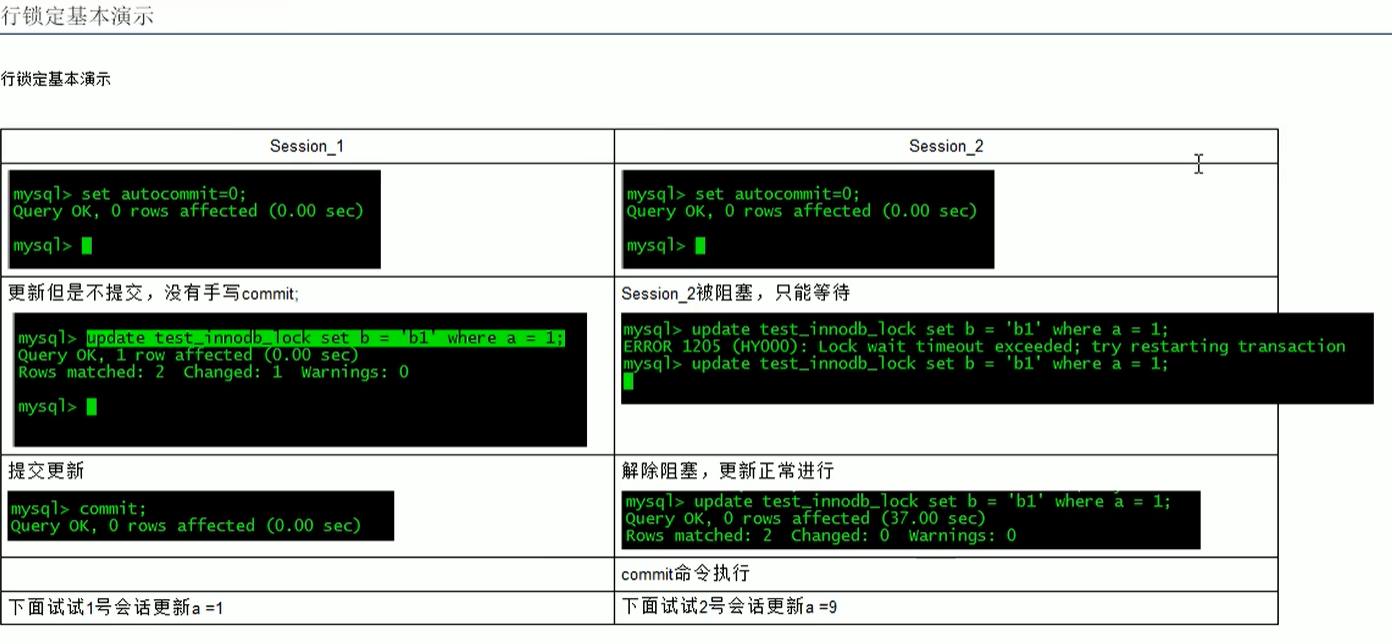 行锁定基本演示
行锁定基本演示
Session_1
Session_2
mysql> set autocommit=0;
Query OK, 0 rows affected (0.00 sec)
mysql>
mysql> set autocommit=0;
Query OK, 0 rows affected (0.00 sec)
mysql>
更新但是不提交，没有手写commit;
mysql> update test_innodb_lock set b = 'b1' where a = 1;
Query OK, 1 row affected (0.00 sec)
Rows matched: 2  Changed: 1  Warnings: 0
mysql>
Session_2被阻塞，只能等待
mysql> update test_innodb_lock set b = 'b1' where a = 1;
ERROR 1205 (HY000): Lock wait timeout exceeded; try restarting transaction
mysql> update test_innodb_lock set b = 'b1' where a = 1;
提交更新
mysql> commit;
Query OK, 0 rows affected (0.00 sec)
解除阻塞，更新正常进行
mysql> update test_innodb_lock set b = 'b1' where a = 1;
Query OK, 0 rows affected (37.00 sec)
Rows matched: 2  Changed: 0  Warnings: 0
commit命令执行
下面试试1号会话更新a =1
下面试试2号会话更新a =9